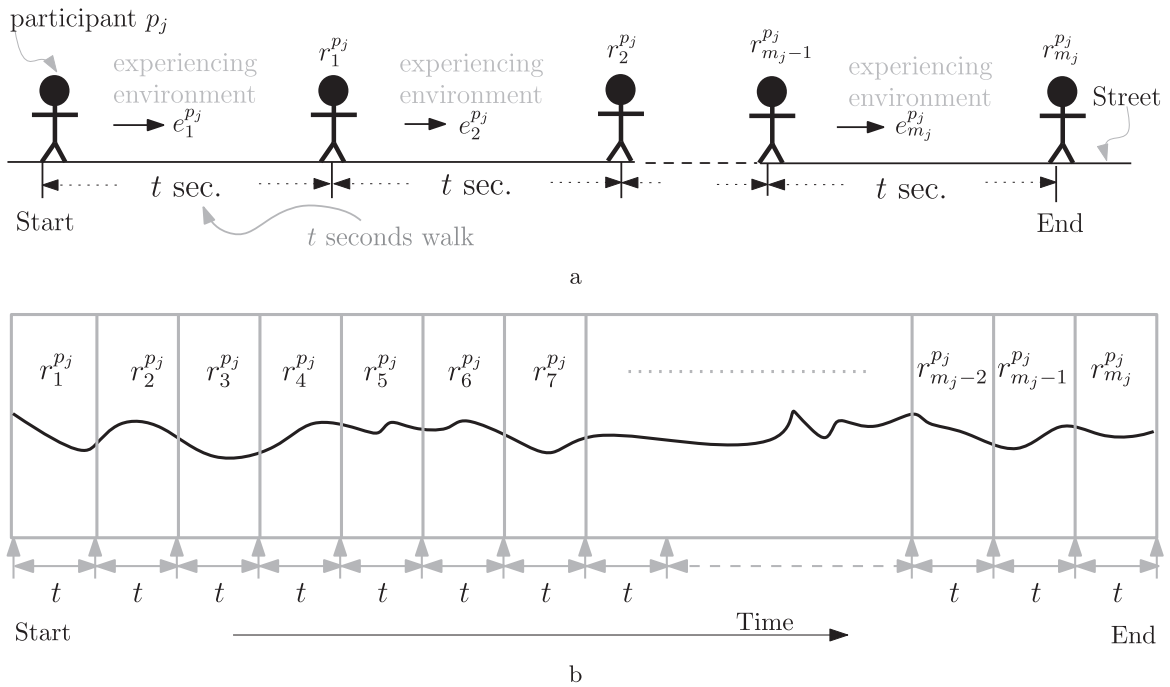 participant p_j
r_1^{p_j} r_2^{p_j} r_{m_j-1}^{p_j} r_{m_j}^{p_j}
experiencing experiencing experiencing
environment environment environment Street
e_1^{p_j} e_2^{p_j} e_{m_j}^{p_j}
t sec. t sec. t sec.
Start End
t seconds walk
a
r_1^{p_j} r_2^{p_j} r_3^{p_j} r_4^{p_j} r_5^{p_j} r_6^{p_j} r_7^{p_j} r_{m_j-2}^{p_j} r_{m_j-1}^{p_j} r_{m_j}^{p_j}
t t t t t t t t t t t
Start Time End
b